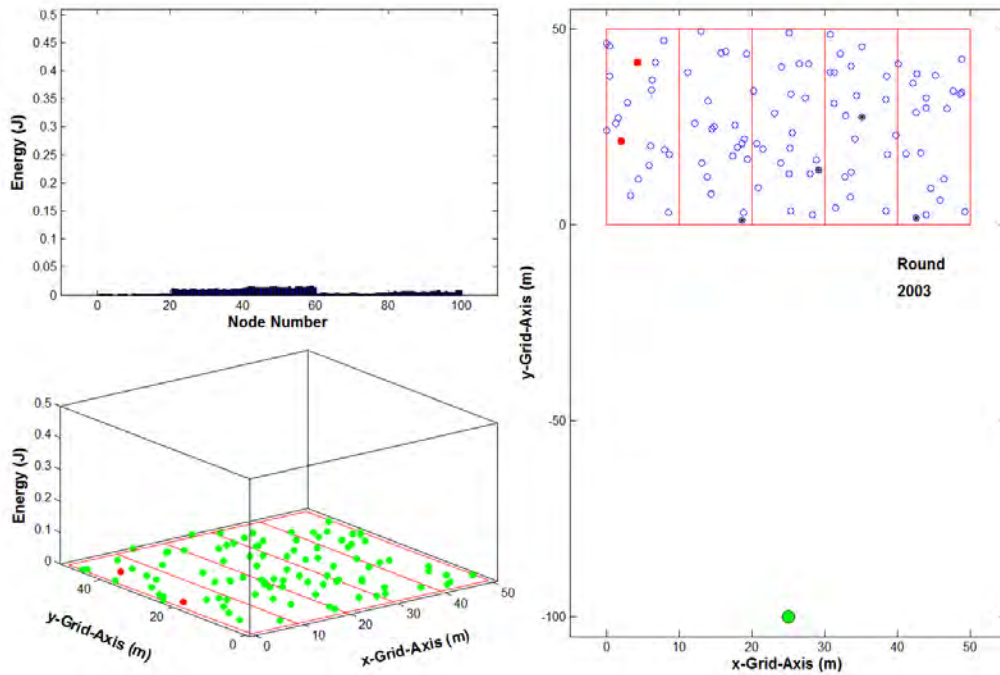 0.5
0.45
0.4
0.35
0.3
0.25
0.2
0.15
0.1
0.05
0
Energy (J)
0 20 40 60 80 100
Node Number
0.5
0.4
0.3
0.2
0.1
0
Energy (J)
40
20
0
y-Grid-Axis (m)
0 10 20 30 40 50
x-Grid-Axis (m)
50
0
-50
-100
y-Grid-Axis (m)
Round
2003
0 10 20 30 40 50
x-Grid-Axis (m)